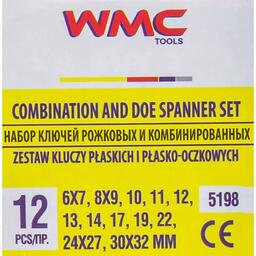 WMC
TOOLS
COMBINATION AND DOE SPANNER SET
НАБОР КЛЮЧЕЙ РОЖКОВЫХ И КОМБИНИРОВАННЫХ
ZESTAW KLUCZY PŁASKICH I PŁASKO-OCZKOWYCH
12
PCS/ПР.
6X7, 8X9, 10, 11, 12,
13, 14, 17, 19, 22,
24X27, 30X32 MM
5198
CE